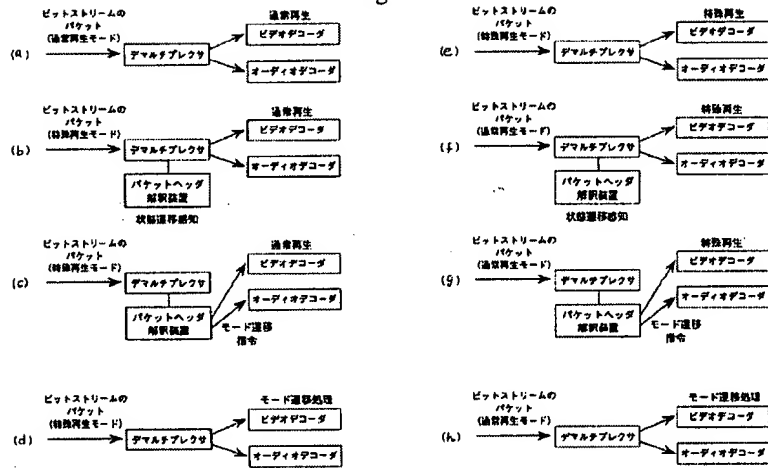 g
(a)
ビットストリームの
パケット
(通常再生モード)
デマルチプレクサ
通常再生
ビデオデコーダ
オーディオデコーダ
(b)
ビットストリームの
パケット
(特殊再生モード)
デマルチプレクサ
パケットヘッダ
解釈装置
状態遷移感知
通常再生
ビデオデコーダ
オーディオデコーダ
(c)
ビットストリームの
パケット
(特殊再生モード)
デマルチプレクサ
パケットヘッダ
解釈装置
モード遷移
指令
通常再生
ビデオデコーダ
オーディオデコーダ
(d)
ビットストリームの
パケット
(特殊再生モード)
デマルチプレクサ
モード遷移処理
ビデオデコーダ
オーディオデコーダ
(e)
ビットストリームの
パケット
(特殊再生モード)
デマルチプレクサ
特殊再生
ビデオデコーダ
オーディオデコーダ
(f)
ビットストリームの
パケット
(通常再生モード)
デマルチプレクサ
パケットヘッダ
解釈装置
状態遷移感知
特殊再生
ビデオデコーダ
オーディオデコーダ
(g)
ビットストリームの
パケット
(通常再生モード)
デマルチプレクサ
パケットヘッダ
解釈装置
モード遷移
指令
特殊再生
ビデオデコーダ
オーディオデコーダ
(h)
ビットストリームの
パケット
(通常再生モード)
デマルチプレクサ
モード遷移処理
ビデオデコーダ
オーディオデコーダ